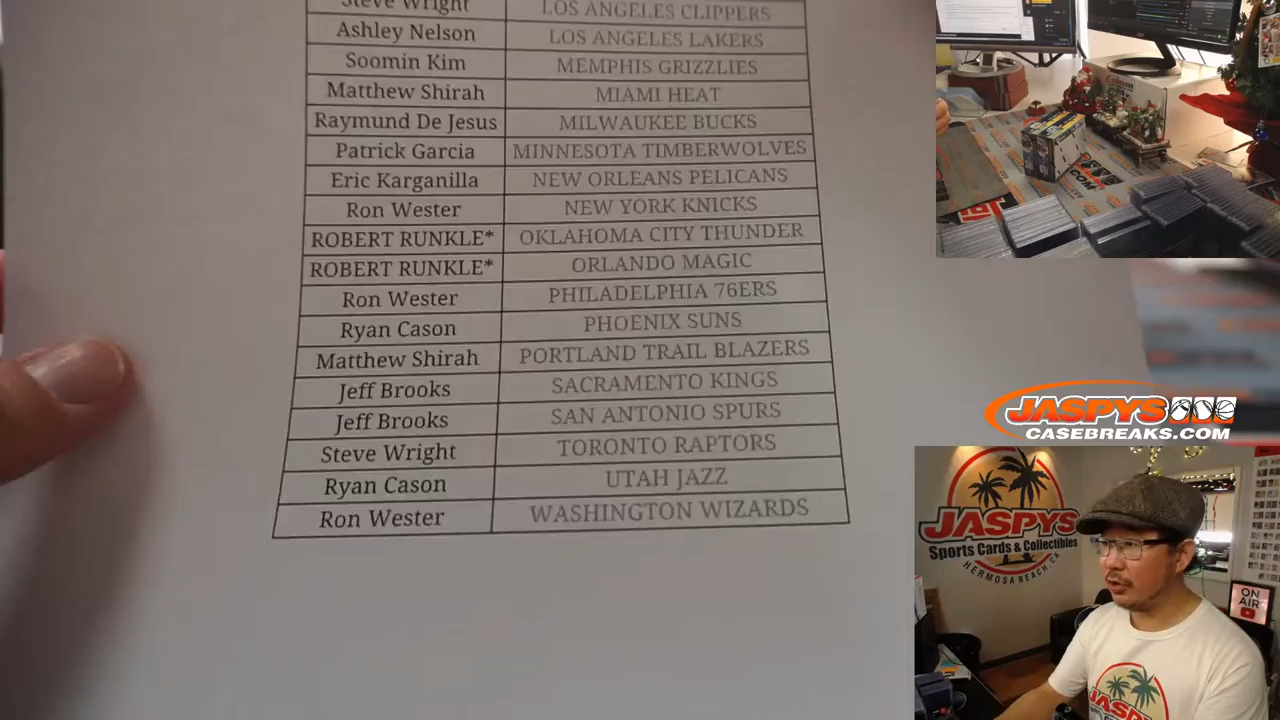 Steve Wright LOS ANGELES CLIPPERS
Ashley Nelson LOS ANGELES LAKERS
Soomin Kim MEMPHIS GRIZZLIES
Matthew Shirah MIAMI HEAT
Raymund De Jesus MILWAUKEE BUCKS
Patrick Garcia MINNESOTA TIMBERWOLVES
Eric Karganilla NEW ORLEANS PELICANS
Ron Wester NEW YORK KNICKS
ROBERT RUNKLE* OKLAHOMA CITY THUNDER
ROBERT RUNKLE* ORLANDO MAGIC
Ron Wester PHILADELPHIA 76ERS
Ryan Cason PHOENIX SUNS
Matthew Shirah PORTLAND TRAIL BLAZERS
Jeff Brooks SACRAMENTO KINGS
Jeff Brooks SAN ANTONIO SPURS
Steve Wright TORONTO RAPTORS
Ryan Cason UTAH JAZZ
Ron Wester WASHINGTON WIZARDS
.COM
JASPYS
CASEBREAKS.COM
JASPYS
Sports Cards & Collectibles
HERMOSA BEACH CA
ON AIR
JASPYS